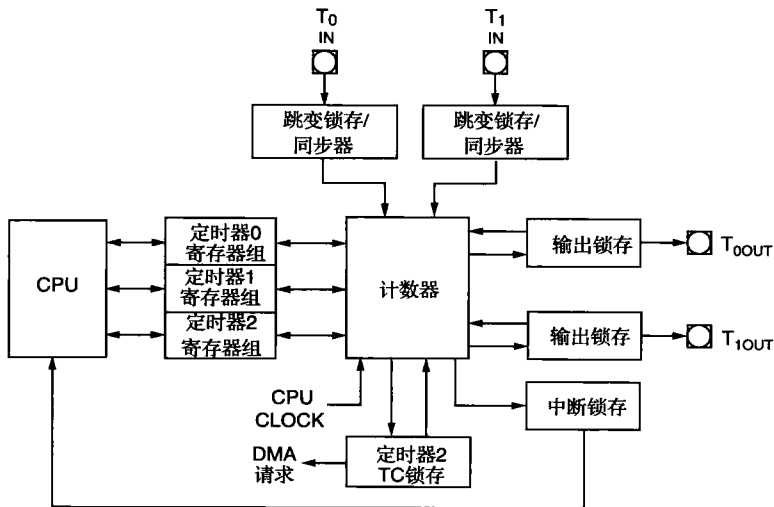 T0
IN
T1
IN
跳变锁存/
同步器
跳变锁存/
同步器
CPU
定时器0
寄存器组
定时器1
寄存器组
定时器2
寄存器组
计数器
输出锁存
T0OUT
输出锁存
T1OUT
CPU
CLOCK
中断锁存
DMA
请求
定时器2
TC锁存